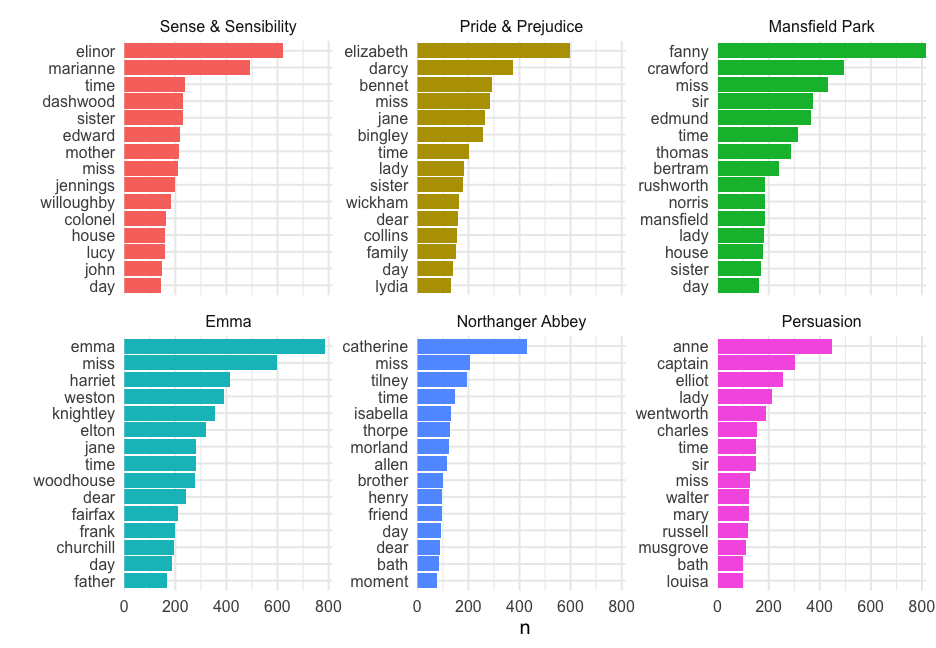 Sense & Sensibility
elinor
marianne
time
dashwood
sister
edward
mother
miss
jennings
willoughby
colonel
house
lucy
john
day
Pride & Prejudice
elizabeth
darcy
bennet
miss
jane
bingley
time
lady
sister
wickham
dear
collins
family
day
lydia
Mansfield Park
fanny
crawford
miss
sir
edmund
time
thomas
bertram
rushworth
norris
mansfield
lady
house
sister
day
Emma
emma
miss
harriet
weston
knightley
elton
jane
time
woodhouse
dear
fairfax
frank
churchill
day
father
0 200 400 600 800
Northanger Abbey
catherine
miss
tilney
time
isabella
thorpe
morland
allen
brother
henry
friend
day
dear
bath
moment
0 200 400 600 800
Persuasion
anne
captain
elliot
lady
wentworth
charles
time
sir
miss
walter
mary
russell
musgrove
bath
louisa
0 200 400 600 800
n